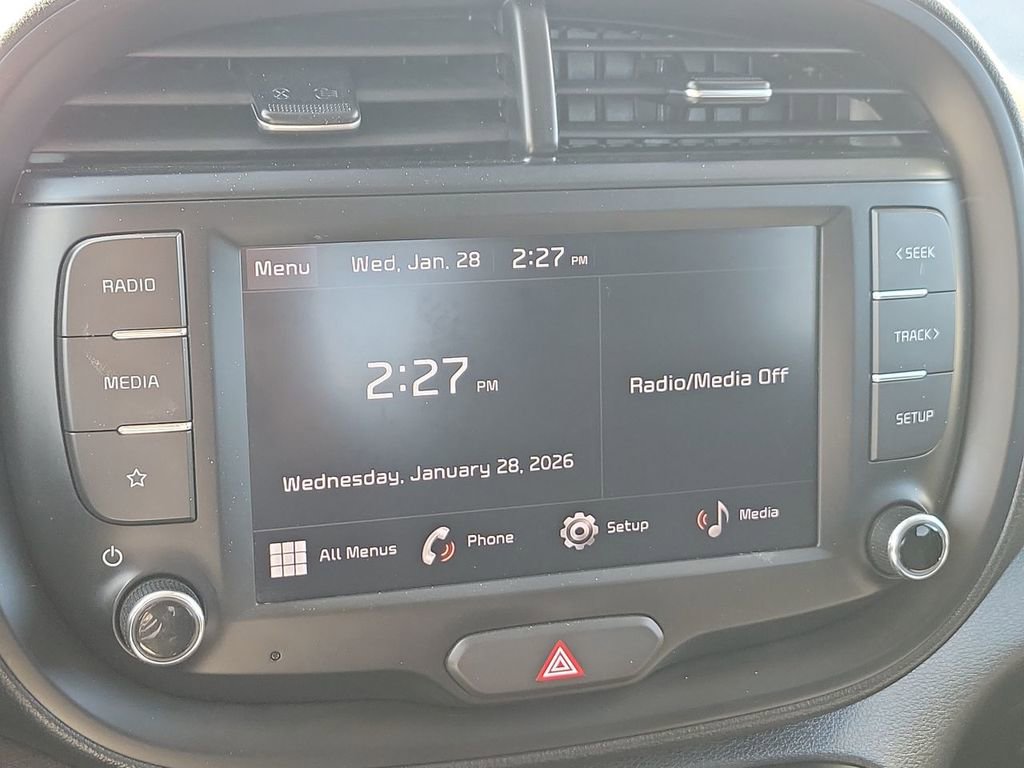 RADIO
MEDIA
Menu
Wed, Jan. 28
2:27 PM
2:27 PM
Radio/Media Off
Wednesday, January 28, 2026
All Menus
Phone
Setup
Media
<SEEK
TRACK>
SETUP